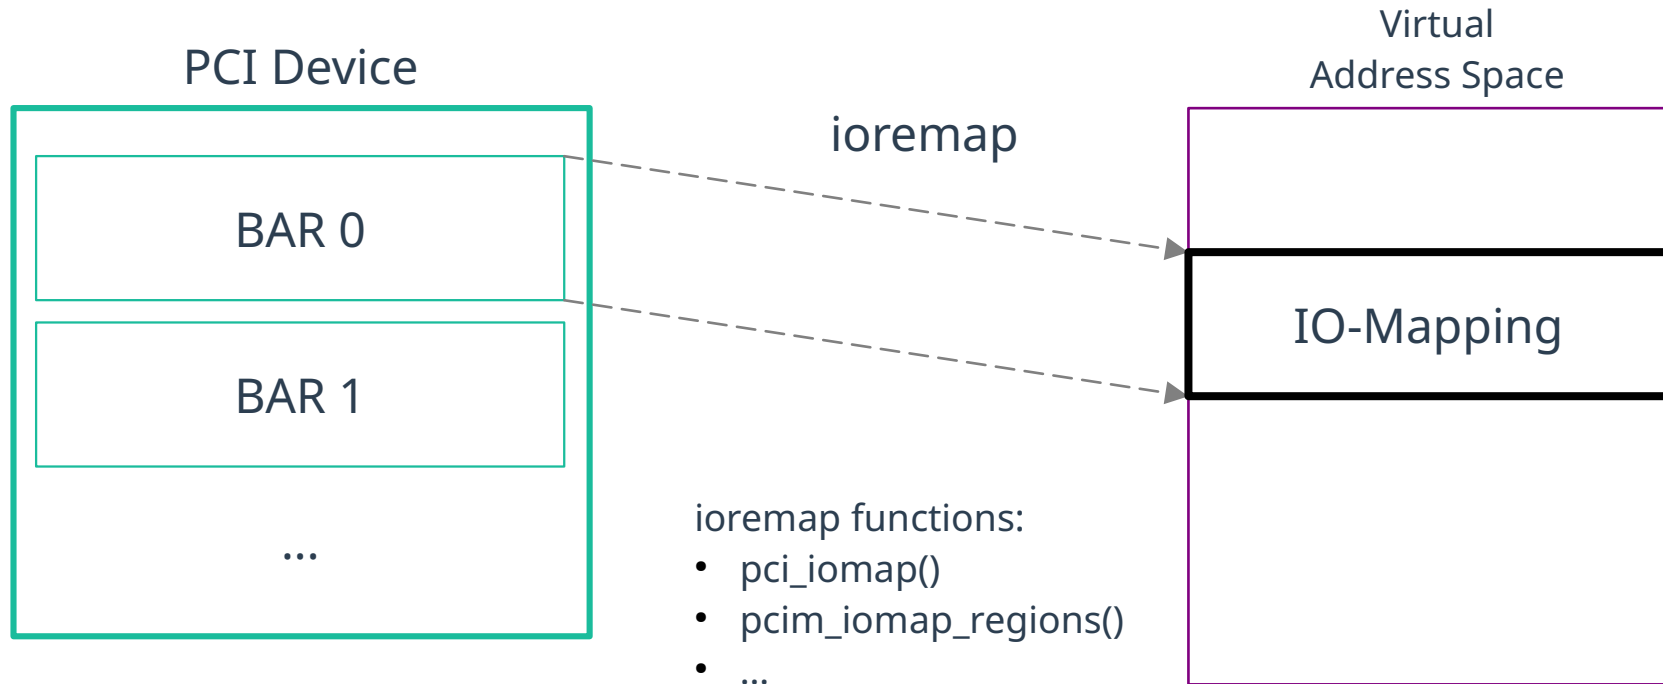 PCI Device
BAR 0
BAR 1
...
ioremap
ioremap functions:
• pci_iomap()
• pcim_iomap_regions()
• ...
Virtual
Address Space
IO-Mapping